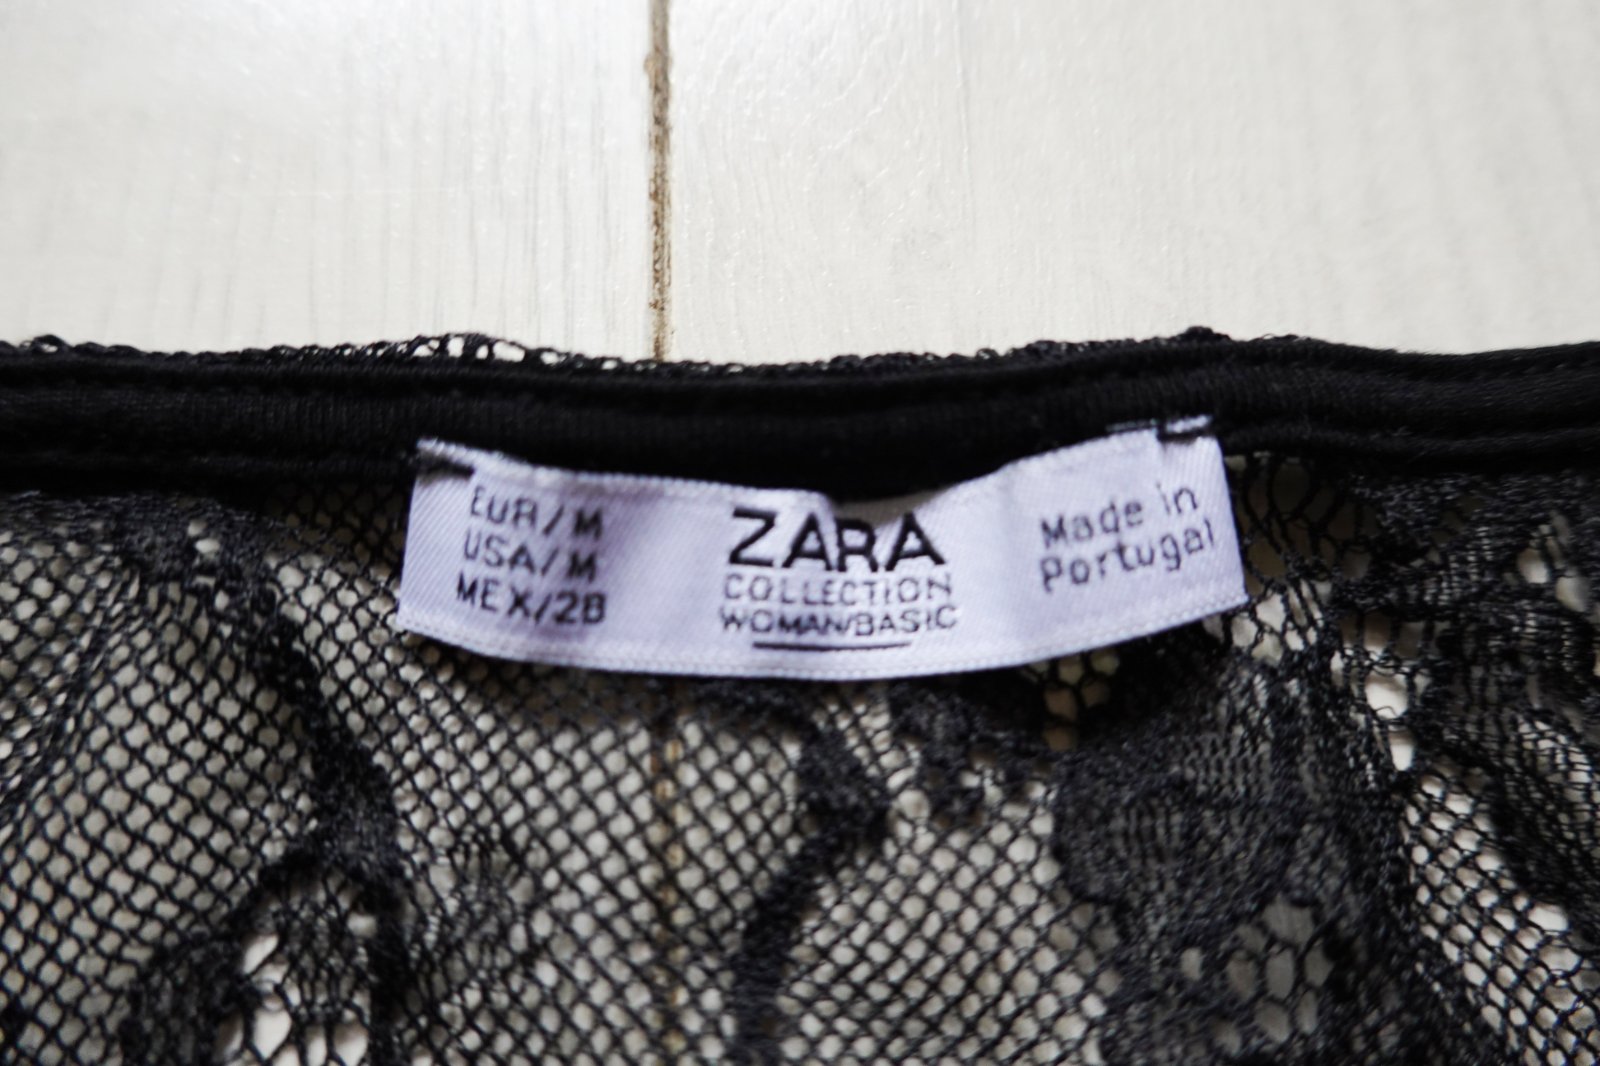 EUR/M
USA/M
MEX/28
ZARA
COLLECTION
WOMAN/BASIC
Made in
Portugal